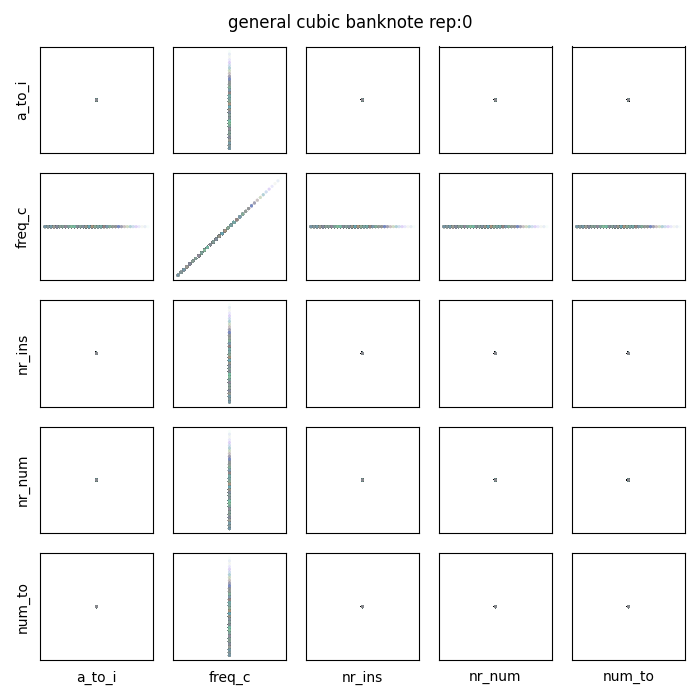 general cubic banknote rep:0
a_to_i
freq_c
nr_ins
nr_num
num_to
a_to_i
freq_c
nr_ins
nr_num
num_to